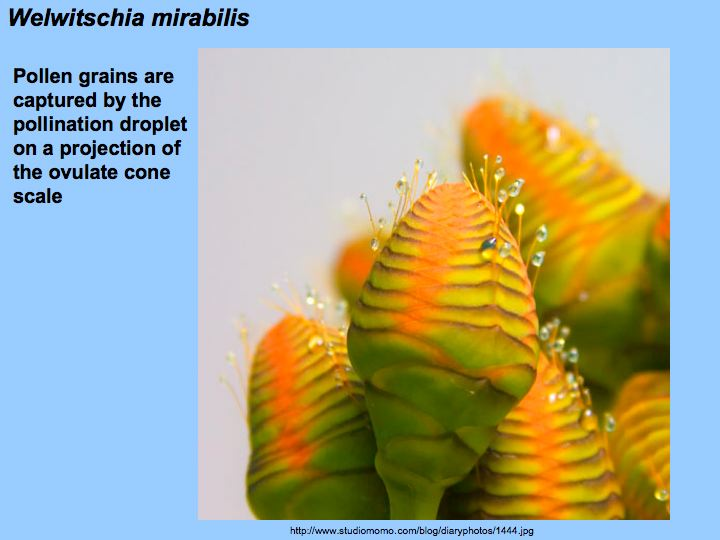 Welwitschia mirabilis
Pollen grains are
captured by the
pollination droplet
on a projection of
the ovulate cone
scale
http://www.studiomomo.com/blog/diaryphotos/1444.jpg